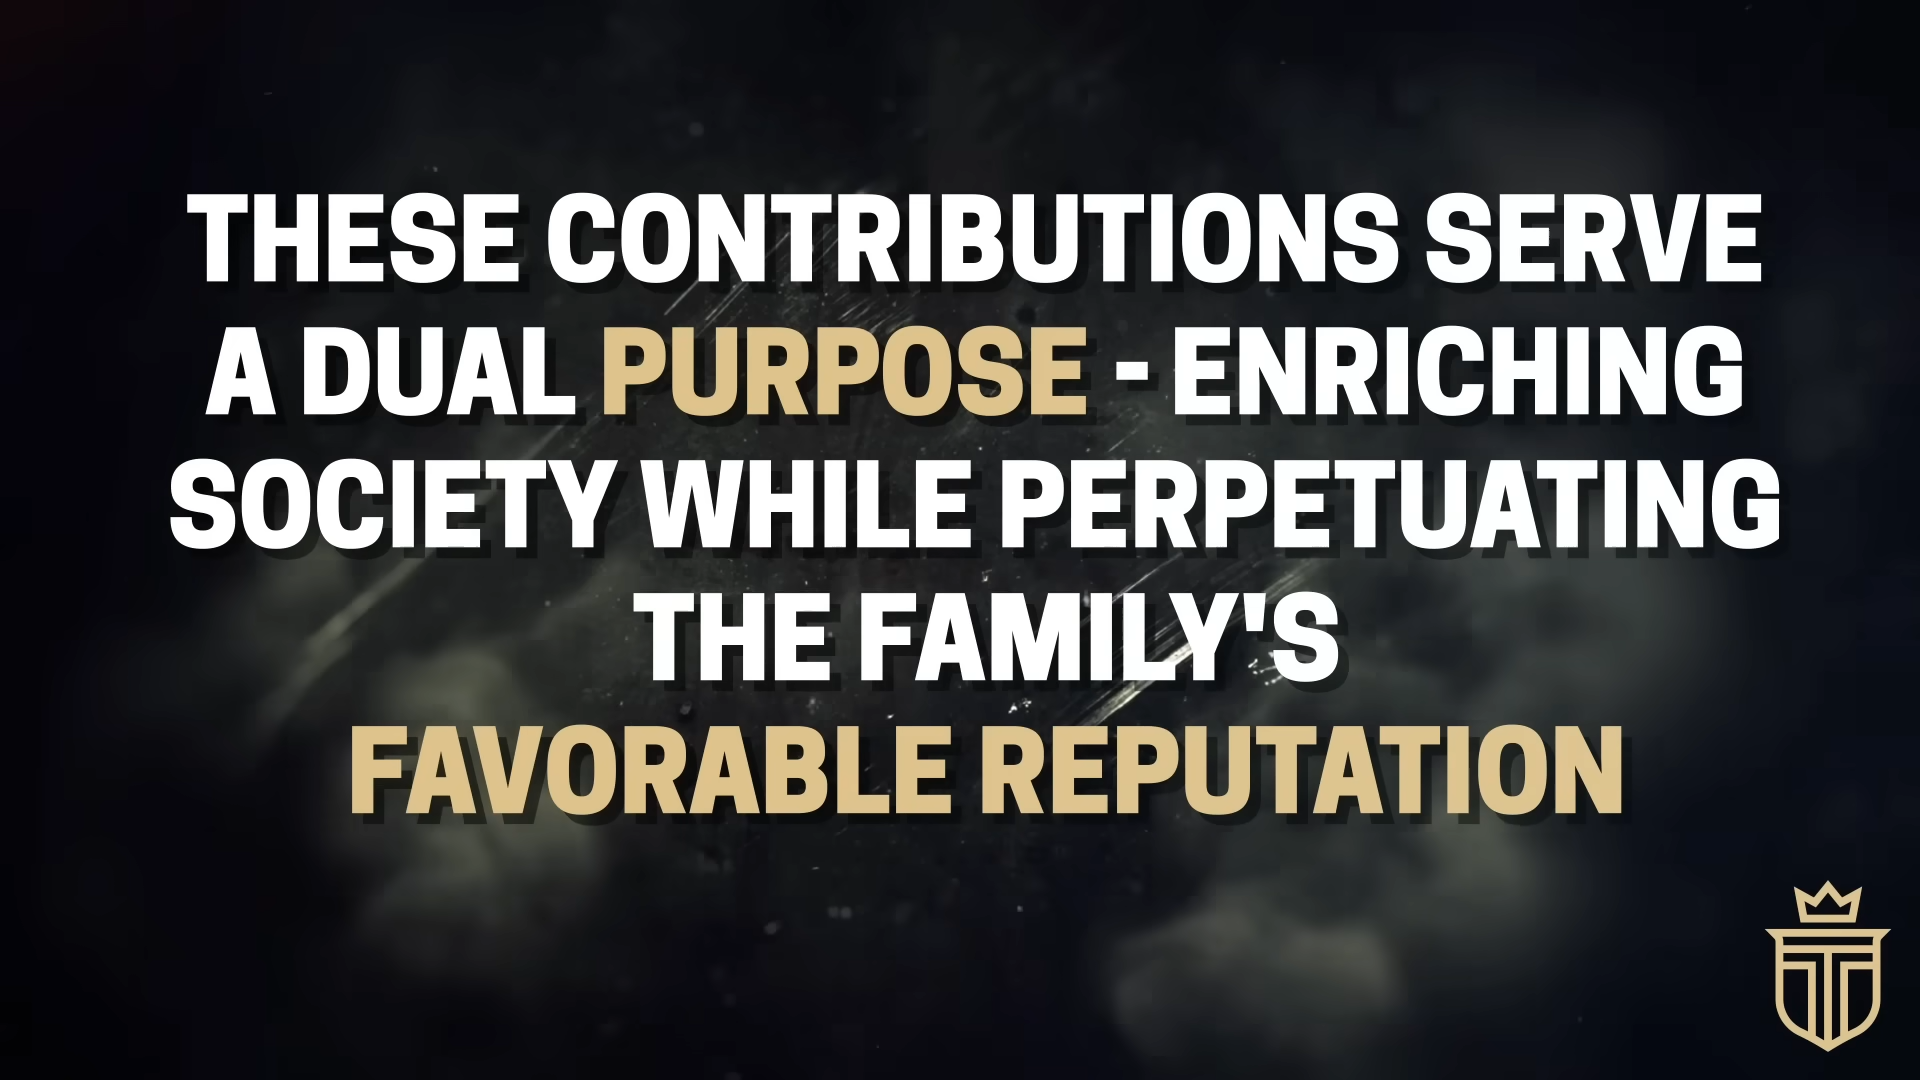 THESE CONTRIBUTIONS SERVE
A DUAL PURPOSE - ENRICHING
SOCIETY WHILE PERPETUATING
THE FAMILY'S
FAVORABLE REPUTATION